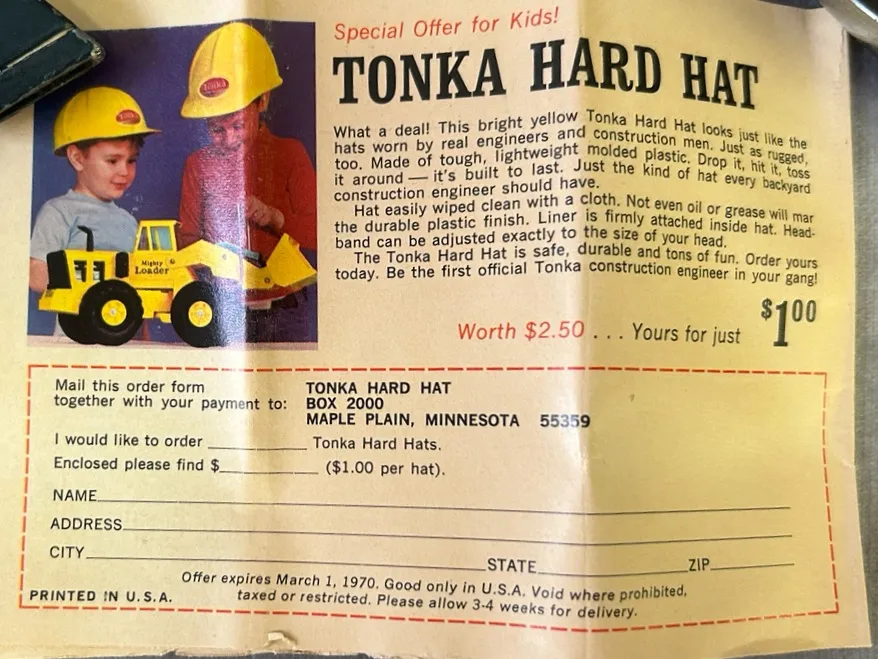 Special Offer for Kids!
TONKA HARD HAT
What a deal! This bright yellow Tonka Hard Hat looks just like the
hats worn by real engineers and construction men. Just as rugged,
too. Made of tough, lightweight molded plastic. Drop it, hit it, toss
it around — it's built to last. Just the kind of hat every backyard
construction engineer should have.
Hat easily wiped clean with a cloth. Not even oil or grease will mar
the durable plastic finish. Liner is firmly attached inside hat. Head-
band can be adjusted exactly to the size of your head.
The Tonka Hard Hat is safe, durable and tons of fun. Order yours
today. Be the first official Tonka construction engineer in your gang!
Worth $2.50 . . . Yours for just $100
Tonka
Tonka
Mighty
Loader
Mail this order form
together with your payment to:
TONKA HARD HAT
BOX 2000
MAPLE PLAIN, MINNESOTA 55359
I would like to order __________ Tonka Hard Hats.
Enclosed please find $__________ ($1.00 per hat).
NAME
ADDRESS
CITY STATE ZIP
Offer expires March 1, 1970. Good only in U.S.A. Void where prohibited,
PRINTED IN U.S.A. taxed or restricted. Please allow 3-4 weeks for delivery.